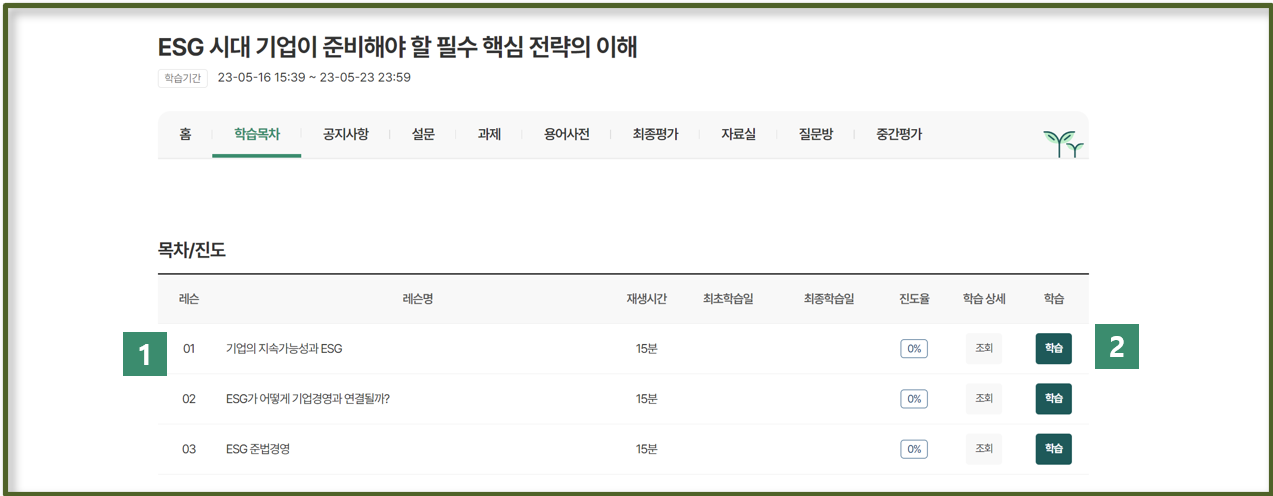 ESG 시대 기업이 준비해야 할 필수 핵심 전략의 이해
학습기간 23-05-16 15:39 ~ 23-05-23 23:59
홈 학습목차 공지사항 설문 과제 용어사전 최종평가 자료실 질문방 중간평가
목차/진도
레슨 레슨명 재생시간 최초학습일 최종학습일 진도율 학습 상세 학습
1 01 기업의 지속가능성과 ESG 15분 0% 조회 학습 2
02 ESG가 어떻게 기업경영과 연결될까? 15분 0% 조회 학습
03 ESG 준법경영 15분 0% 조회 학습